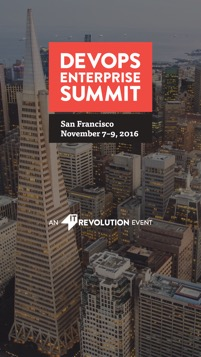 DEVOPS
ENTERPRISE
SUMMIT
San Francisco
November 7–9, 2016
AN IT REVOLUTION EVENT